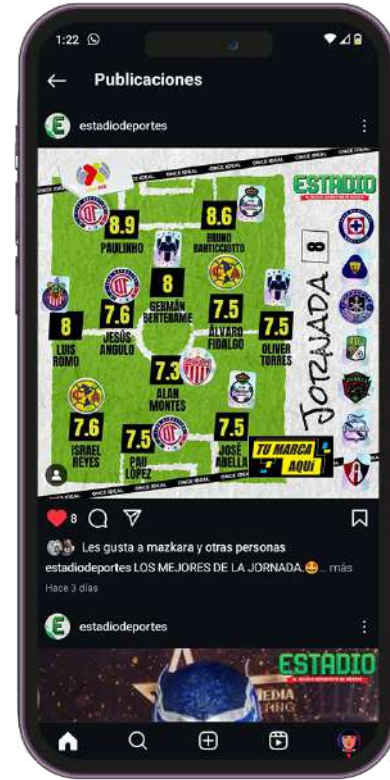 1:22
Publicaciones
estadiodeportes
ESTADIO
8.9
PAULINHO
8.6
BRUNO
BARTICCIOTTO
8
GERMÁN
BERTERAME
7.6
JESÚS
ANGULO
7.5
ÁLVARO
FIDALGO
8
LUIS
ROMO
7.5
OLIVER
TORRES
7.3
ALAN
MONTES
7.6
ISRAEL
REYES
7.5
PAU
LÓPEZ
7.5
JOSÉ
ABELLA
JORNADA 8
TU MARCA
AQUÍ
8
Les gusta a mazkara y otras personas
estadiodeportes LOS MEJORES DE LA JORNADA.🤩... más
Hace 3 días
estadiodeportes
ESTADIO